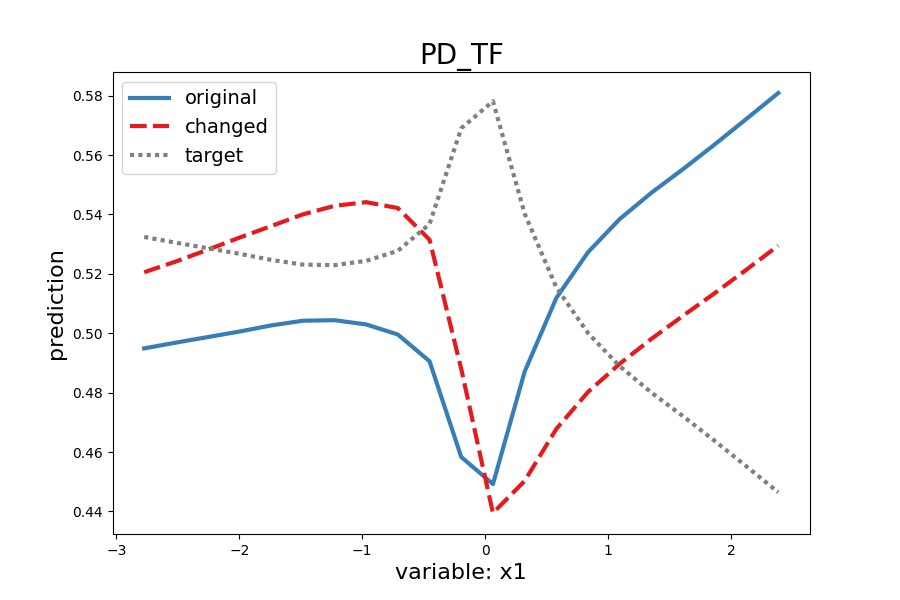 PD_TF
original
changed
target
prediction
0.58
0.56
0.54
0.52
0.50
0.48
0.46
0.44
−3 −2 −1 0 1 2
variable: x1